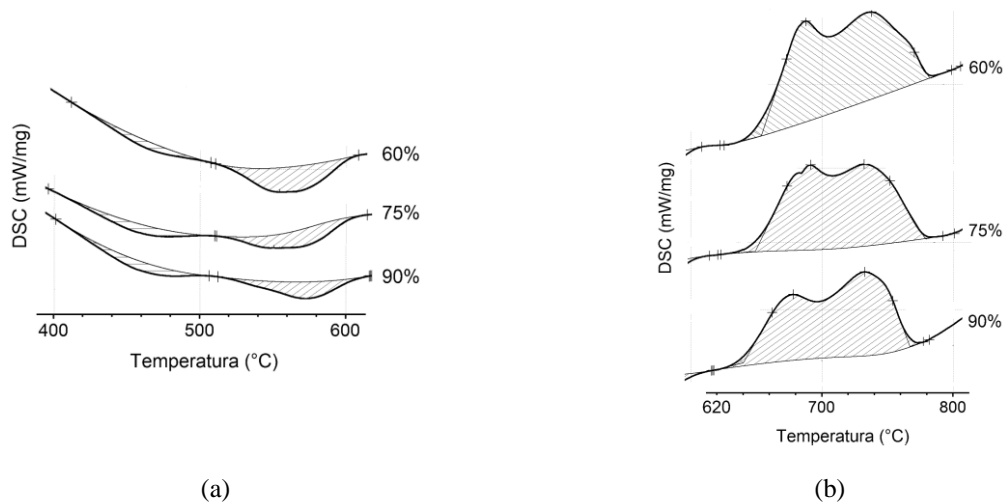 DSC (mW/mg)
60%
75%
90%
400
500
600
Temperatura (°C)
(a)
DSC (mW/mg)
60%
75%
90%
620
700
800
Temperatura (°C)
(b)